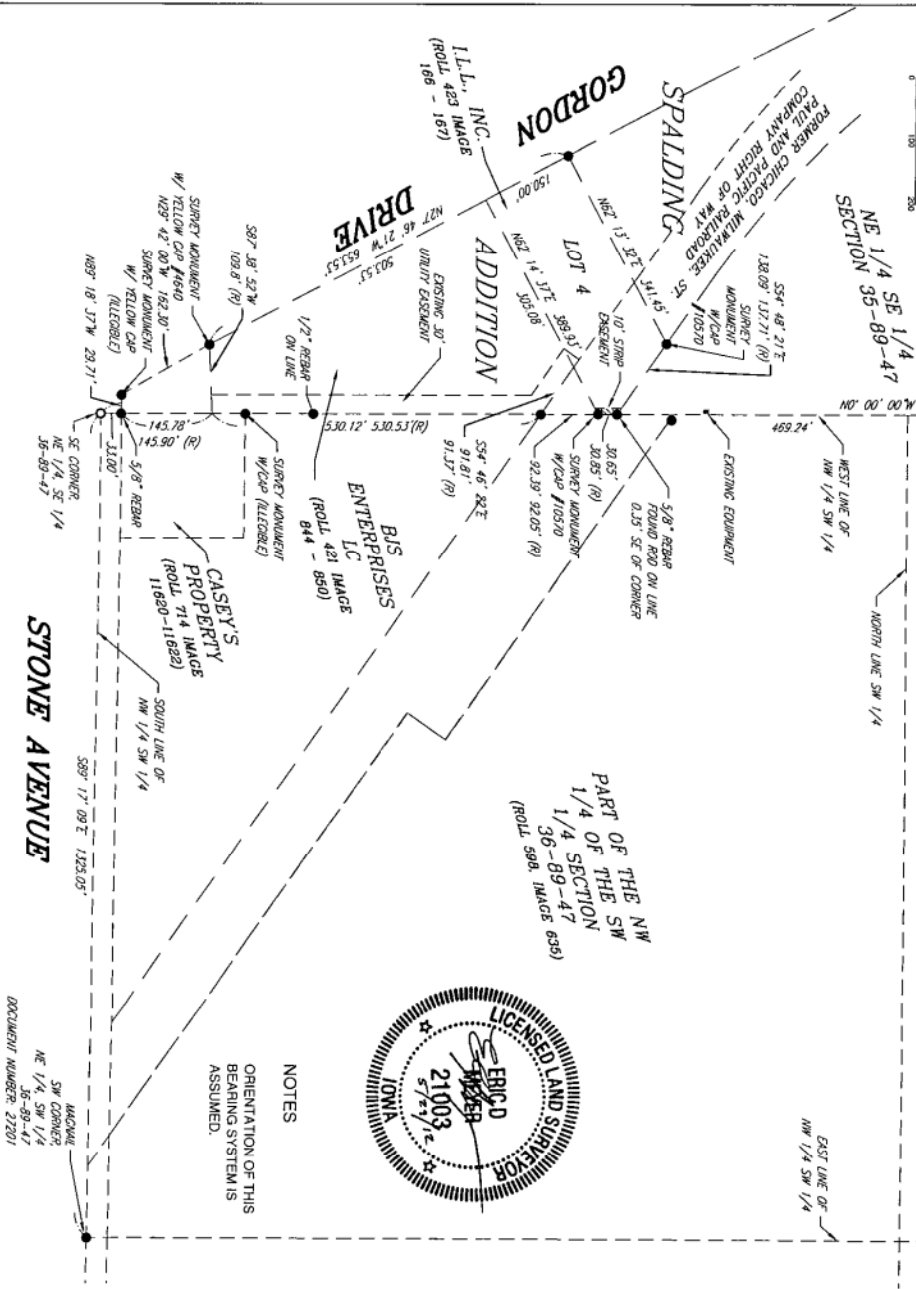 0 100 200
NE 1/4 SE 1/4
SECTION 35-89-47
FORMER CHICAGO, MILWAUKEE, ST.
PAUL AND PACIFIC RAILROAD
COMPANY RIGHT OF WAY
SPALDING
GORDON
I.L.L., INC.
(ROLL 423 IMAGE
166 - 167)
150.00'
N62° 13' 32"E
341.45'
S54° 48' 21"E
138.09' 137.71' (R)
SURVEY
MONUMENT
W/CAP
#10570
N0° 00' 00"W
469.24'
WEST LINE OF
NW 1/4 SW 1/4
NORTH LINE SW 1/4
LOT 4
ADDITION
N62° 14' 37"E
305.08'
389.93'
10' STRIP
EASEMENT
EXISTING EQUIPMENT
5/8" REBAR
FOUND ROD ON LINE
0.35' SE OF CORNER
30.65'
30.85' (R)
SURVEY MONUMENT
W/CAP #10570
92.39' 92.05' (R)
S54° 46' 22"E
91.81'
91.37' (R)
DRIVE
N27° 46' 21"W 653.53'
503.53'
EXISTING 30'
UTILITY EASEMENT
1/2" REBAR
ON LINE
530.12' 530.53'(R)
S87° 38' 52"W
109.8' (R)
SURVEY MONUMENT
W/ YELLOW CAP #4640
N29° 42' 00"W 162.30'
SURVEY MONUMENT
W/ YELLOW CAP
(ILLEGIBLE)
N89° 18' 37"W 29.71'
145.78'
145.90' (R)
33.00'
5/8" REBAR
SE CORNER,
NE 1/4, SE 1/4
36-89-47
SURVEY MONUMENT
W/CAP (ILLEGIBLE)
BJS
ENTERPRISES
LC
(ROLL 421 IMAGE
844 - 850)
CASEY'S
PROPERTY
(ROLL 714 IMAGE
11620-11622)
SOUTH LINE OF
NW 1/4 SW 1/4
STONE AVENUE
S89° 17' 09"E 1325.05'
PART OF THE NW
1/4 OF THE SW
1/4 SECTION
36-89-47
(ROLL 598, IMAGE 635)
LICENSED LAND SURVEYOR
ERIC D
MEYER
21003
5/29/12
IOWA
NOTES
ORIENTATION OF THIS
BEARING SYSTEM IS
ASSUMED.
EAST LINE OF
NW 1/4 SW 1/4
MAGNAIL
SW CORNER,
NE 1/4, SW 1/4
36-89-47
DOCUMENT NUMBER: 27201